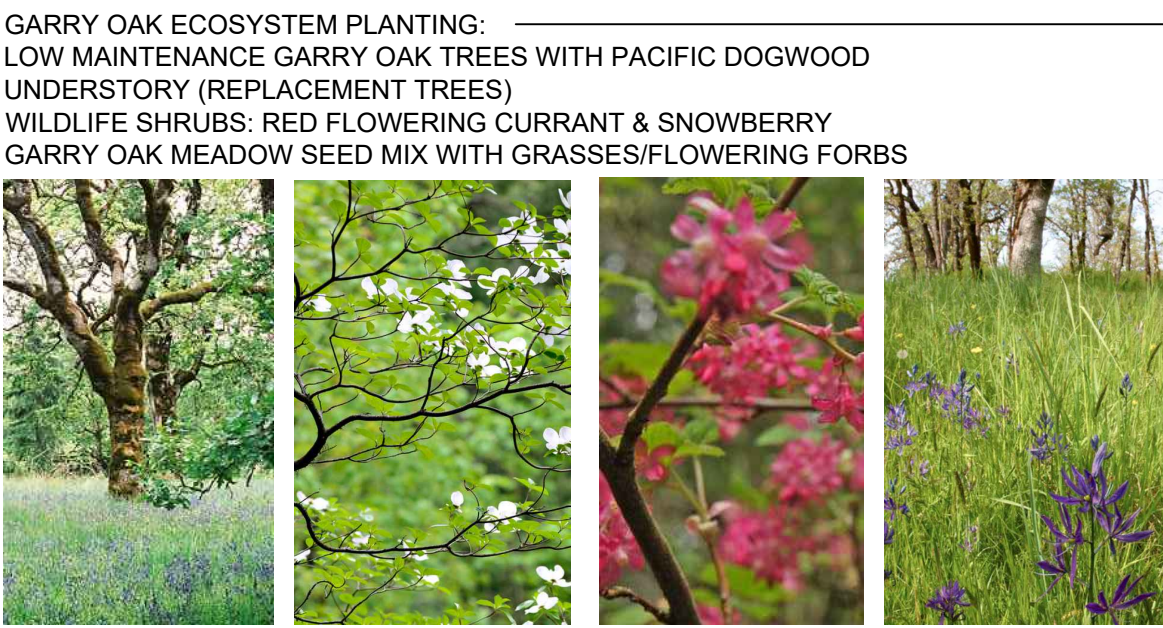 GARRY OAK ECOSYSTEM PLANTING:
LOW MAINTENANCE GARRY OAK TREES WITH PACIFIC DOGWOOD
UNDERSTORY (REPLACEMENT TREES)
WILDLIFE SHRUBS: RED FLOWERING CURRANT & SNOWBERRY
GARRY OAK MEADOW SEED MIX WITH GRASSES/FLOWERING FORBS